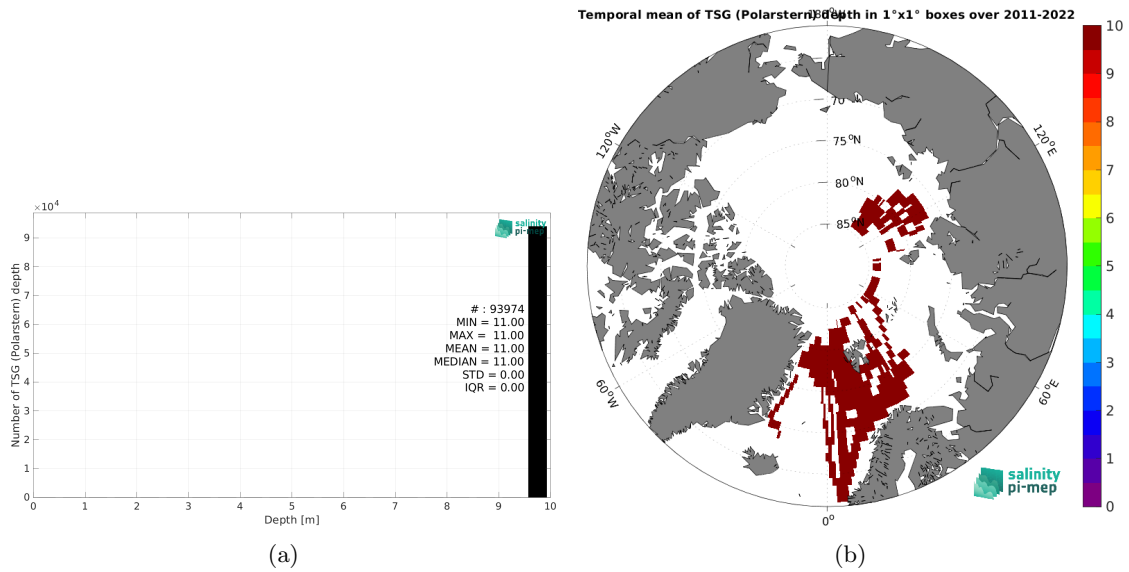 ×10⁴
9
8
7
6
5
4
3
2
1
0
Number of TSG (Polarstern) depth
salinity
pi-mep
# : 93974
MIN = 11.00
MAX = 11.00
MEAN = 11.00
MEDIAN = 11.00
STD = 0.00
IQR = 0.00
0 1 2 3 4 5 6 7 8 9 10
Depth [m]
(a)
Temporal mean of TSG (Polarstern) depth in 1°x1° boxes over 2011-2022
180°
70°N
75°N
80°N
85°N
120°W
120°E
60°W
60°E
0°
salinity
pi-mep
10
9
8
7
6
5
4
3
2
1
0
(b)